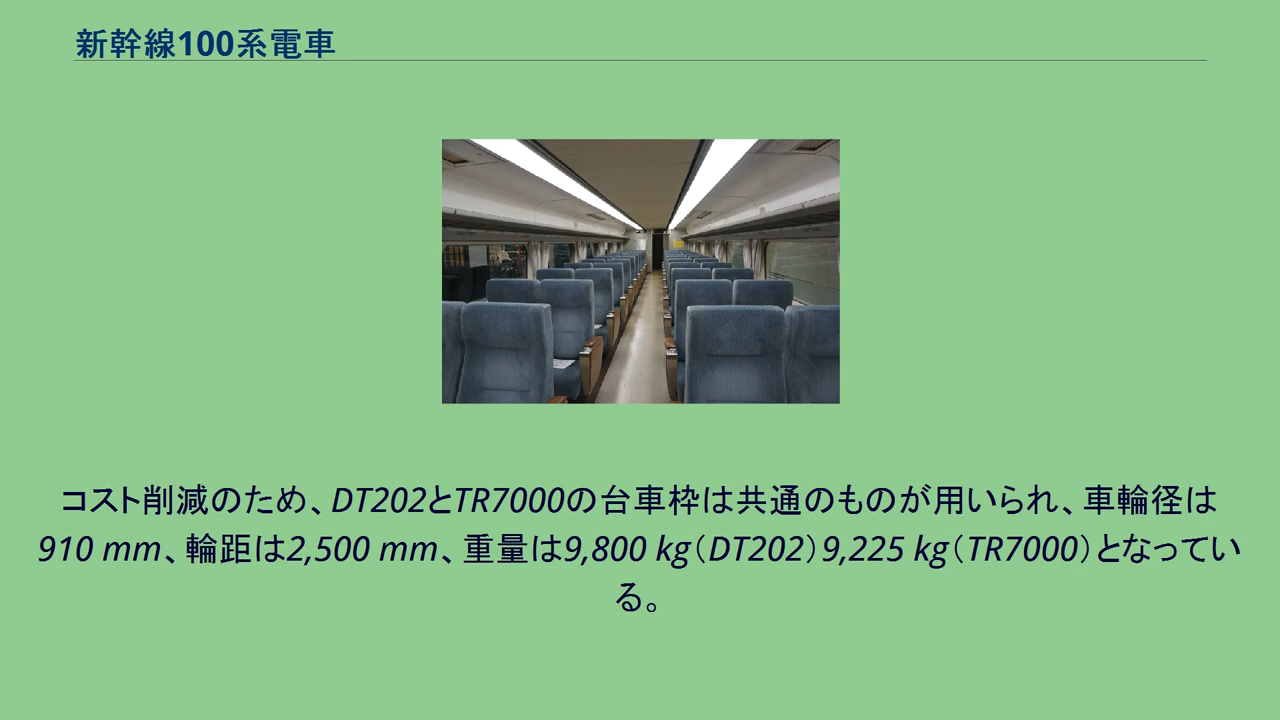 新幹線100系電車
コスト削減のため、DT202とTR7000の台車枠は共通のものが用いられ、車輪径は
910 mm、輪距は2,500 mm、重量は9,800 kg（DT202）9,225 kg（TR7000）となってい
る。